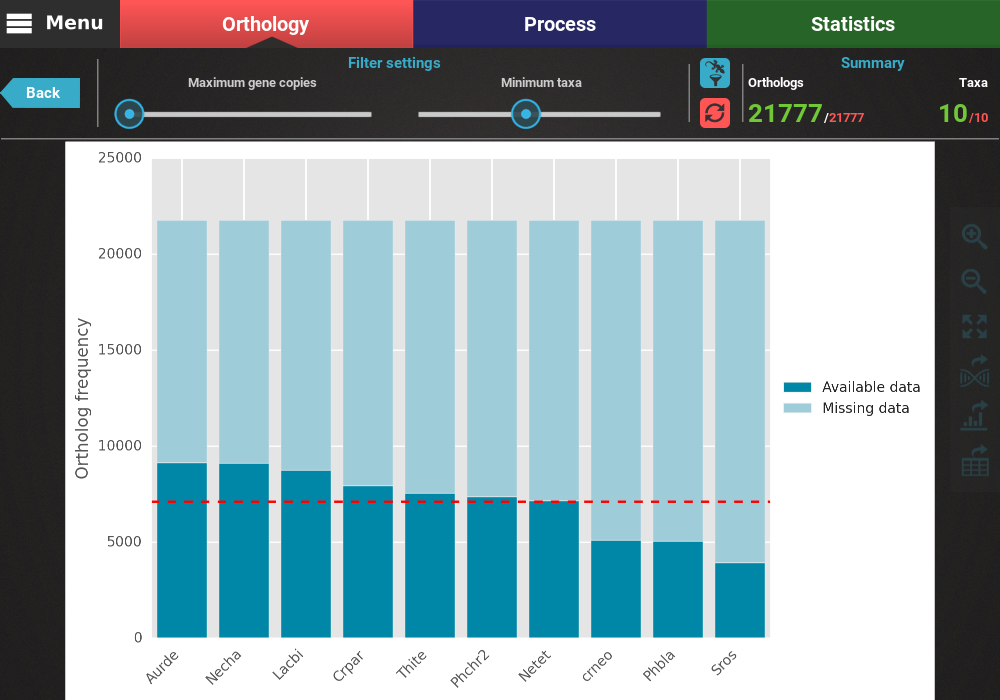 Menu
Orthology
Process
Statistics
Filter settings
Summary
Back
Maximum gene copies
Minimum taxa
Orthologs
Taxa
21777/21777
10/10
25000
20000
15000
10000
5000
0
Ortholog frequency
Available data
Missing data
Aurde
Necha
Lacbi
Crpar
Thite
Phchr2
Netet
crneo
Phbla
Sros